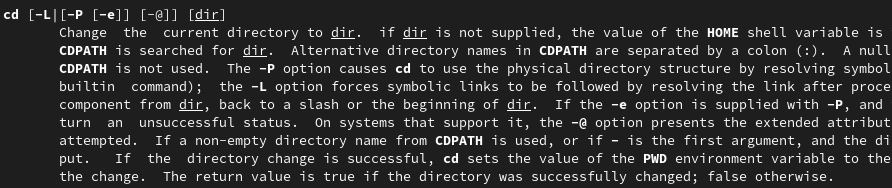 cd [-L|[-P [-e]] [-@]] [dir]
Change the current directory to dir. if dir is not supplied, the value of the HOME shell variable is
CDPATH is searched for dir. Alternative directory names in CDPATH are separated by a colon (:). A null
CDPATH is not used. The -P option causes cd to use the physical directory structure by resolving symbol
builtin command); the -L option forces symbolic links to be followed by resolving the link after proce
component from dir, back to a slash or the beginning of dir. If the -e option is supplied with -P, and
turn an unsuccessful status. On systems that support it, the -@ option presents the extended attribut
attempted. If a non-empty directory name from CDPATH is used, or if - is the first argument, and the di
put. If the directory change is successful, cd sets the value of the PWD environment variable to the
the change. The return value is true if the directory was successfully changed; false otherwise.